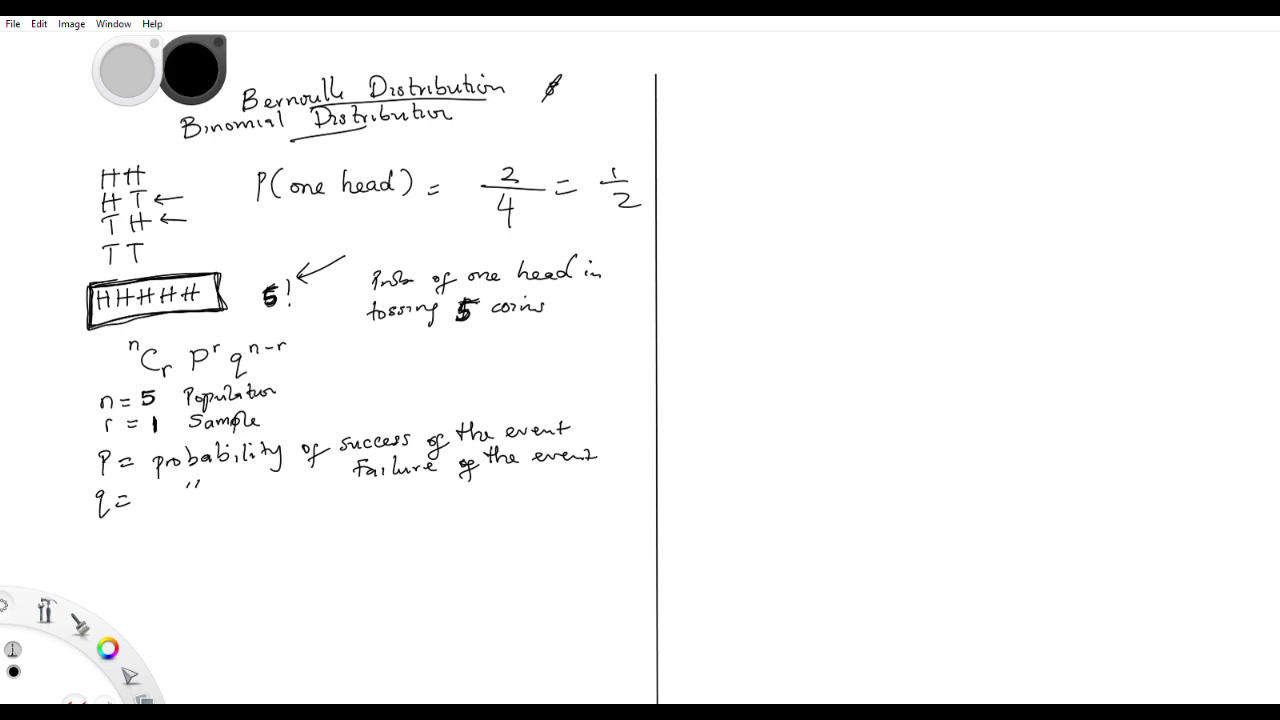 File Edit Image Window Help
Bernoulli Distribution
Binomial Distribution
HH
HT ←
TH ←
TT
P(one head) = 2/4 = 1/2
HHHHH
5!
Prob of one head in
tossing 5 coins
nCr P^r q^n-r
n = 5 Population
r = 1 Sample
P = probability of success of the event
q = " Failure of the event